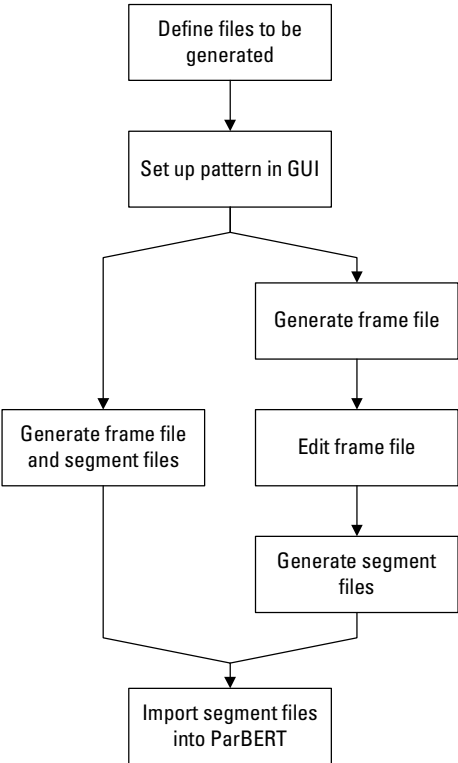 Define files to be
generated
Set up pattern in GUI
Generate frame file
Generate frame file
and segment files
Edit frame file
Generate segment
files
Import segment files
into ParBERT